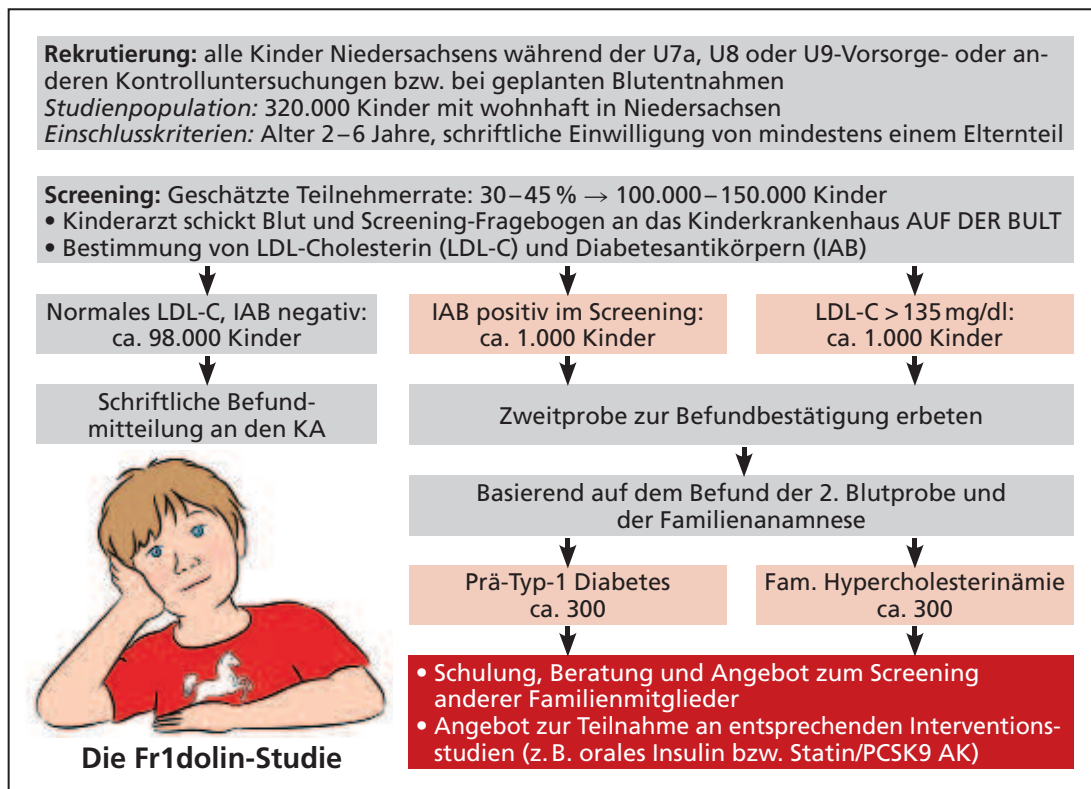 Rekrutierung: alle Kinder Niedersachsens während der U7a, U8 oder U9-Vorsorge- oder an-
deren Kontrolluntersuchungen bzw. bei geplanten Blutentnahmen
Studienpopulation: 320.000 Kinder mit wohnhaft in Niedersachsen
Einschlusskriterien: Alter 2–6 Jahre, schriftliche Einwilligung von mindestens einem Elternteil
Screening: Geschätzte Teilnehmerrate: 30–45 % → 100.000–150.000 Kinder
• Kinderarzt schickt Blut und Screening-Fragebogen an das Kinderkrankenhaus AUF DER BULT
• Bestimmung von LDL-Cholesterin (LDL-C) und Diabetesantikörpern (IAB)
Normales LDL-C, IAB negativ:
ca. 98.000 Kinder
IAB positiv im Screening:
ca. 1.000 Kinder
LDL-C > 135 mg/dl:
ca. 1.000 Kinder
Schriftliche Befund-
mitteilung an den KA
Zweitprobe zur Befundbestätigung erbeten
Basierend auf dem Befund der 2. Blutprobe und
der Familienanamnese
Prä-Typ-1 Diabetes
ca. 300
Fam. Hypercholesterinämie
ca. 300
• Schulung, Beratung und Angebot zum Screening
anderer Familienmitglieder
• Angebot zur Teilnahme an entsprechenden Interventions-
studien (z. B. orales Insulin bzw. Statin/PCSK9 AK)
Die Fr1dolin-Studie